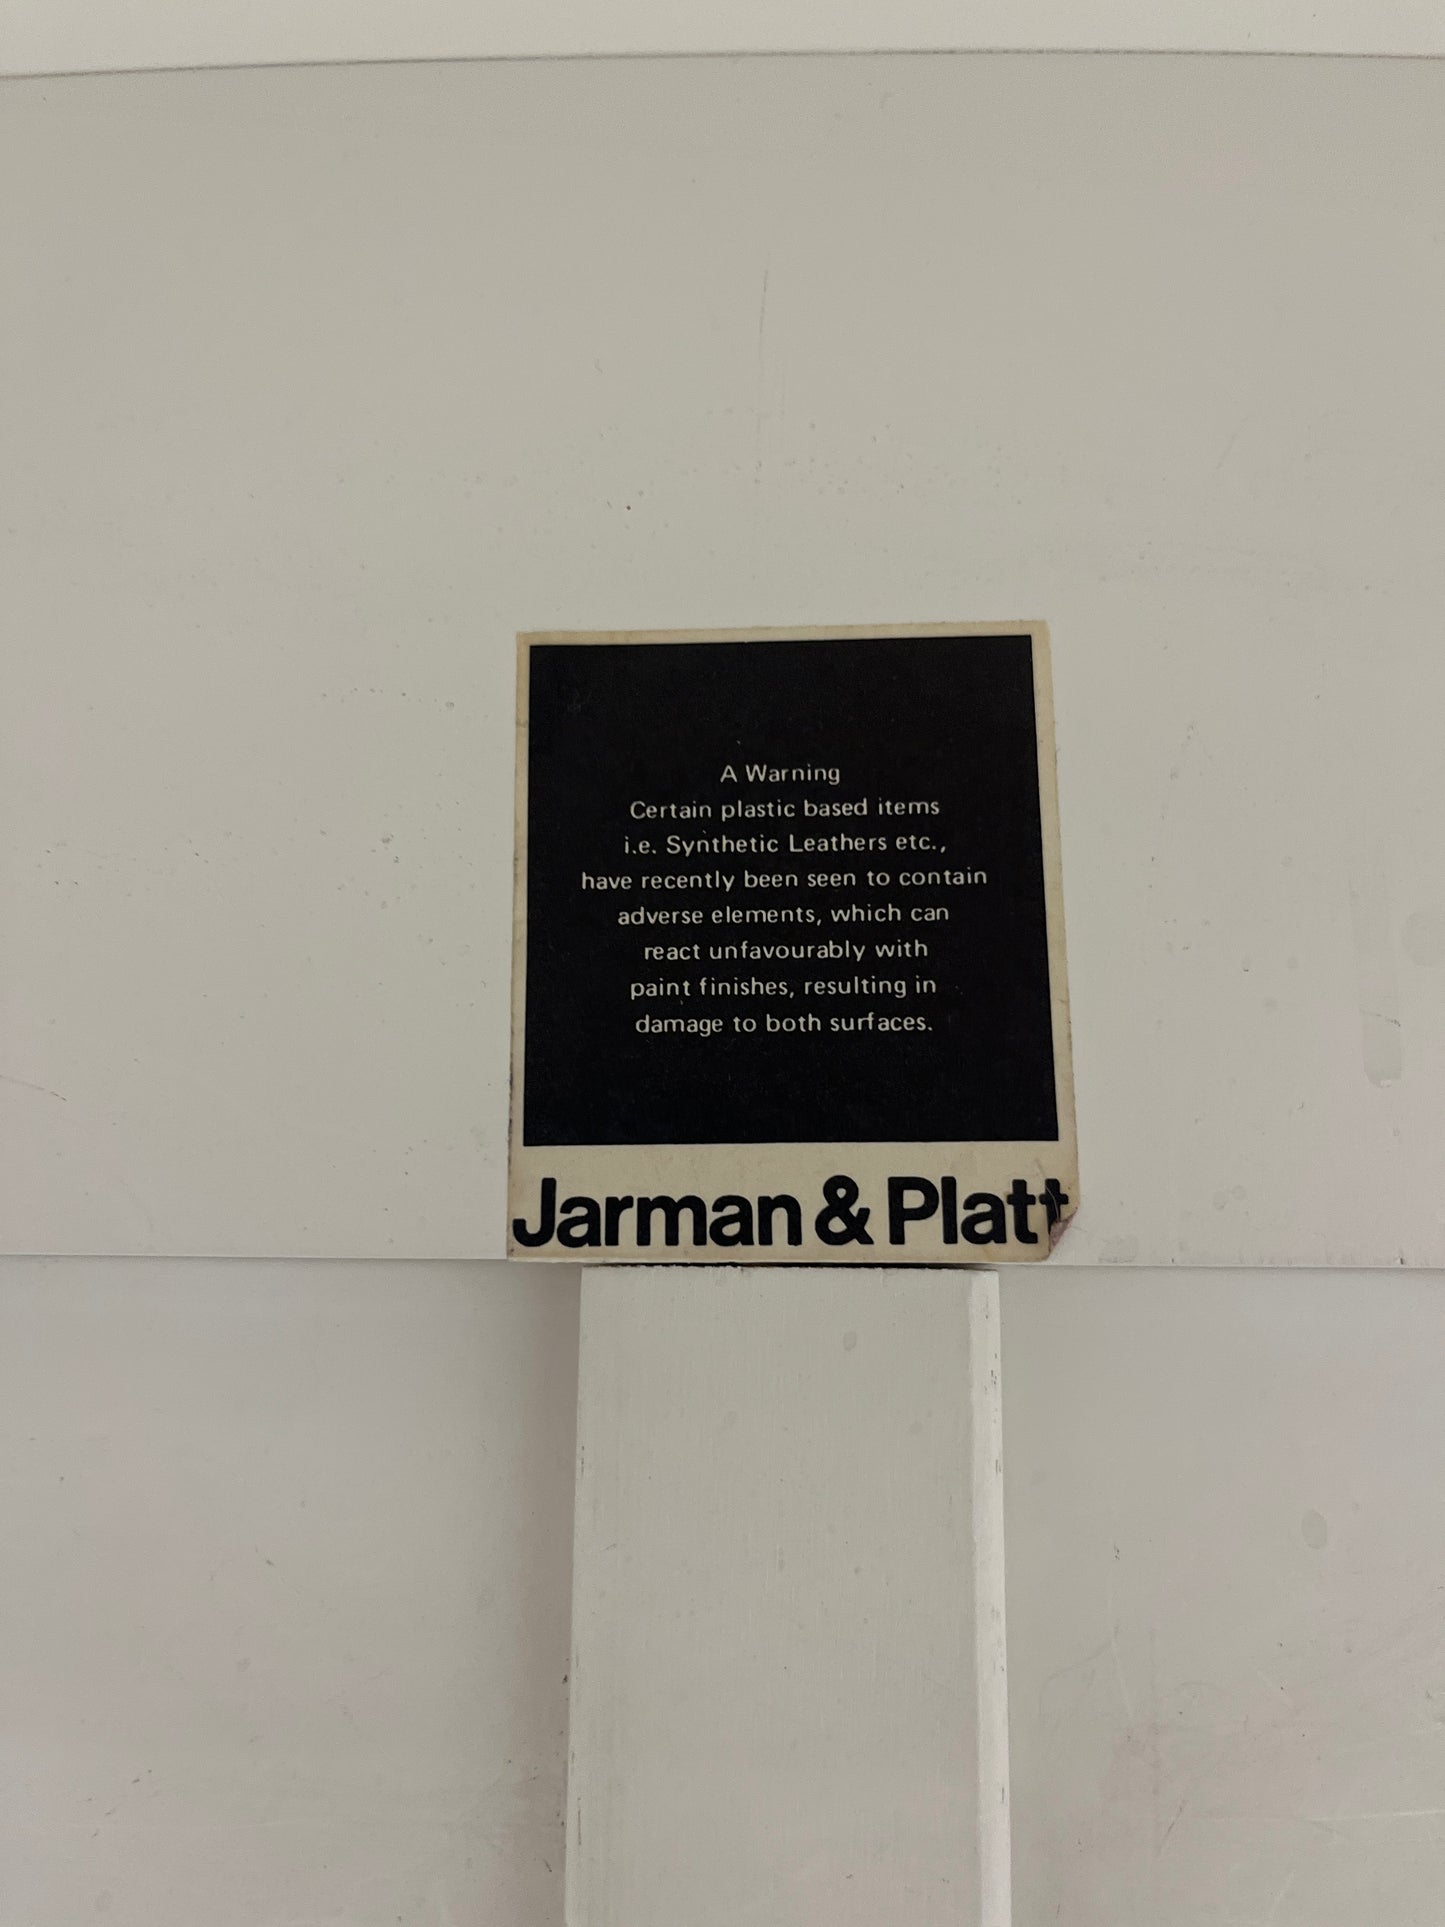 A Warning
Certain plastic based items
i.e. Synthetic Leathers etc.,
have recently been seen to contain
adverse elements, which can
react unfavourably with
paint finishes, resulting in
damage to both surfaces.
Jarman & Platt